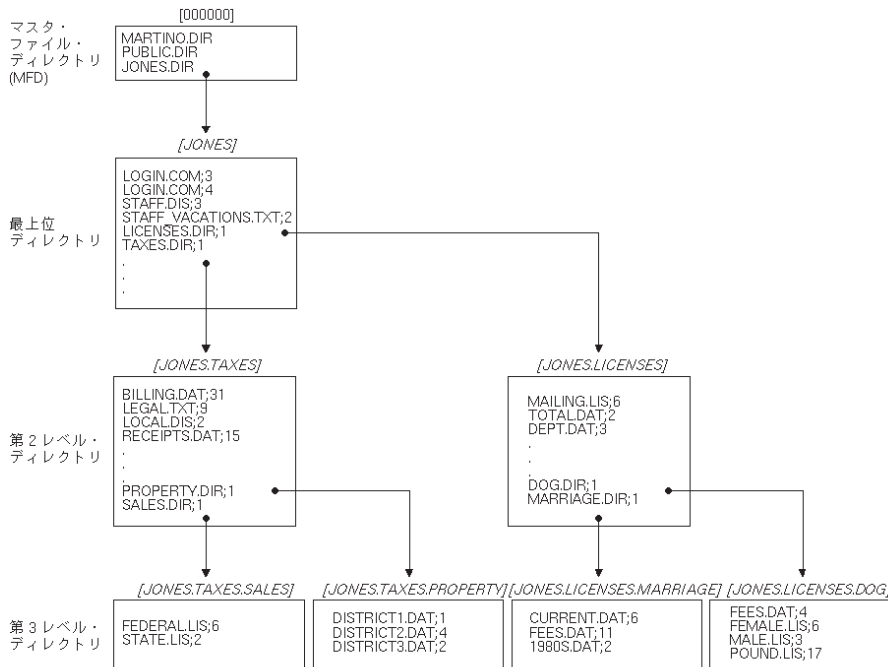 [000000]
マスタ・
ファイル・
ディレクトリ
(MFD)
MARTINO.DIR
PUBLIC.DIR
JONES.DIR
[JONES]
最上位
ディレクトリ
LOGIN.COM;3
LOGIN.COM;4
STAFF.DIS;3
STAFF_VACATIONS.TXT;2
LICENSES.DIR;1
TAXES.DIR;1
.
.
.
[JONES.TAXES]
[JONES.LICENSES]
第2レベル・
ディレクトリ
BILLING.DAT;31
LEGAL.TXT;9
LOCAL.DIS;2
RECEIPTS.DAT;15
.
.
.
PROPERTY.DIR;1
SALES.DIR;1
MAILING.LIS;6
TOTAL.DAT;2
DEPT.DAT;3
.
.
.
DOG.DIR;1
MARRIAGE.DIR;1
[JONES.TAXES.SALES]
[JONES.TAXES.PROPERTY]
[JONES.LICENSES.MARRIAGE]
[JONES.LICENSES.DOG]
第3レベル・
ディレクトリ
FEDERAL.LIS;6
STATE.LIS;2
DISTRICT1.DAT;1
DISTRICT2.DAT;4
DISTRICT3.DAT;2
CURRENT.DAT;6
FEES.DAT;11
1980S.DAT;2
FEES.DAT;4
FEMALE.LIS;6
MALE.LIS;3
POUND.LIS;17